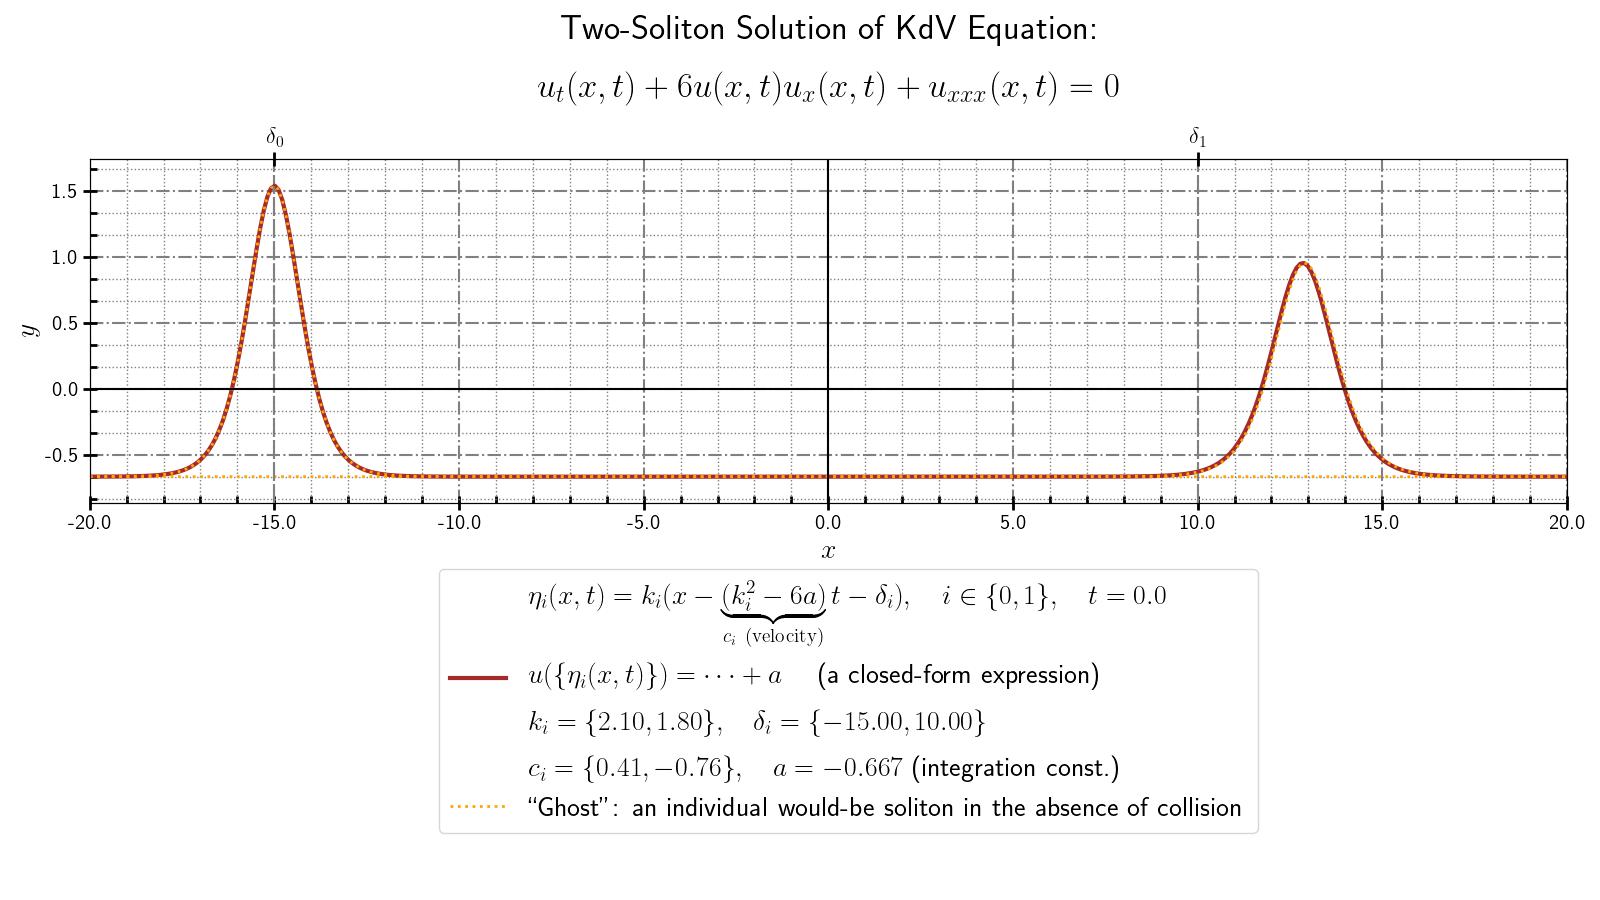 Two-Soliton Solution of KdV Equation:
u_t(x, t) + 6u(x, t)u_x(x, t) + u_{xxx}(x, t) = 0
δ_0 δ_1
1.5
1.0
0.5
0.0
-0.5
y
-20.0 -15.0 -10.0 -5.0 0.0 5.0 10.0 15.0 20.0
x
η_i(x, t) = k_i(x − (k_i^2 − 6a) t − δ_i), i ∈ {0, 1}, t = 0.0
c_i (velocity)
u({η_i(x, t)}) = ⋯ + a (a closed-form expression)
k_i = {2.10, 1.80}, δ_i = {−15.00, 10.00}
c_i = {0.41, −0.76}, a = −0.667 (integration const.)
“Ghost”: an individual would-be soliton in the absence of collision